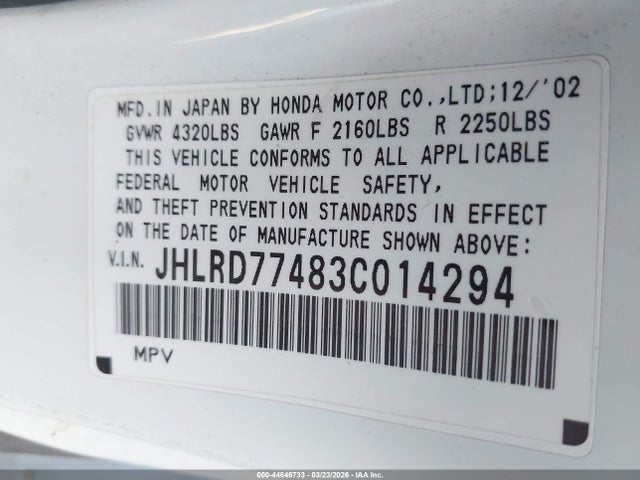 MFD.IN JAPAN BY HONDA MOTOR CO.,LTD;12/'02
GVWR 4320LBS GAWR F 2160LBS R 2250LBS
THIS VEHICLE CONFORMS TO ALL APPLICABLE
FEDERAL MOTOR VEHICLE SAFETY,
AND THEFT PREVENTION STANDARDS IN EFFECT
ON THE DATE OF MANUFACTURE SHOWN ABOVE:
V.I.N. JHLRD77483C014294
MPV
000-44646733 - 03/23/2026 - IAA Corp.